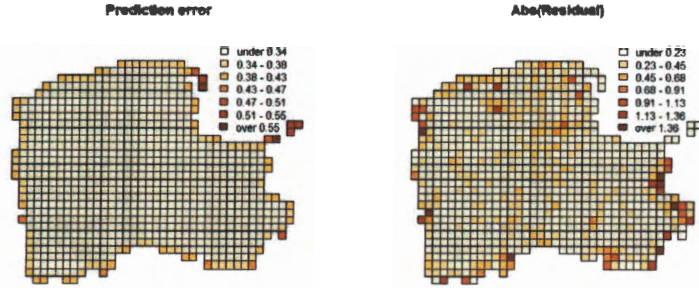 Prediction error
Abs(Residual)
under 0.34
0.34 - 0.38
0.38 - 0.43
0.43 - 0.47
0.47 - 0.51
0.51 - 0.55
over 0.55
under 0.23
0.23 - 0.45
0.45 - 0.68
0.68 - 0.91
0.91 - 1.13
1.13 - 1.36
over 1.36